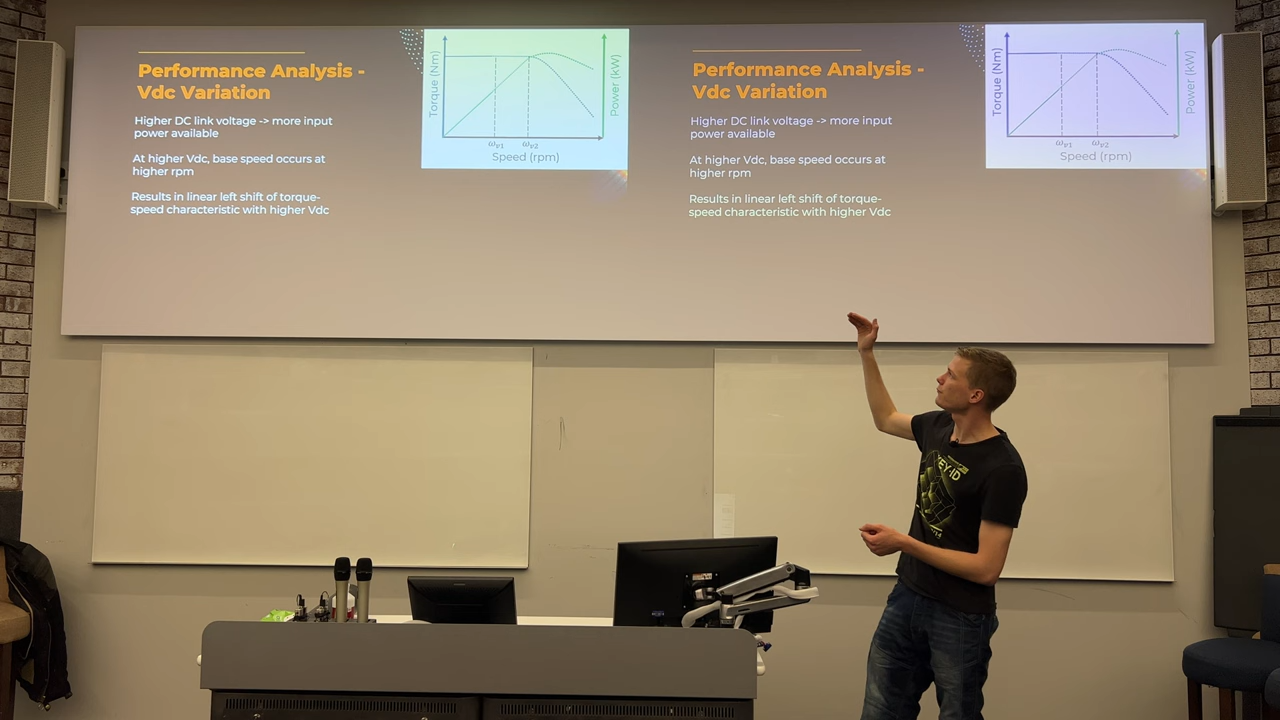 Performance Analysis -
Vdc Variation
Higher DC link voltage -> more input
power available
At higher Vdc, base speed occurs at
higher rpm
Results in linear left shift of torque-
speed characteristic with higher Vdc
Torque (Nm)
Power (kW)
ωv1 ωv2
Speed (rpm)
Performance Analysis -
Vdc Variation
Higher DC link voltage -> more input
power available
At higher Vdc, base speed occurs at
higher rpm
Results in linear left shift of torque-
speed characteristic with higher Vdc
Torque (Nm)
Power (kW)
ωv1 ωv2
Speed (rpm)